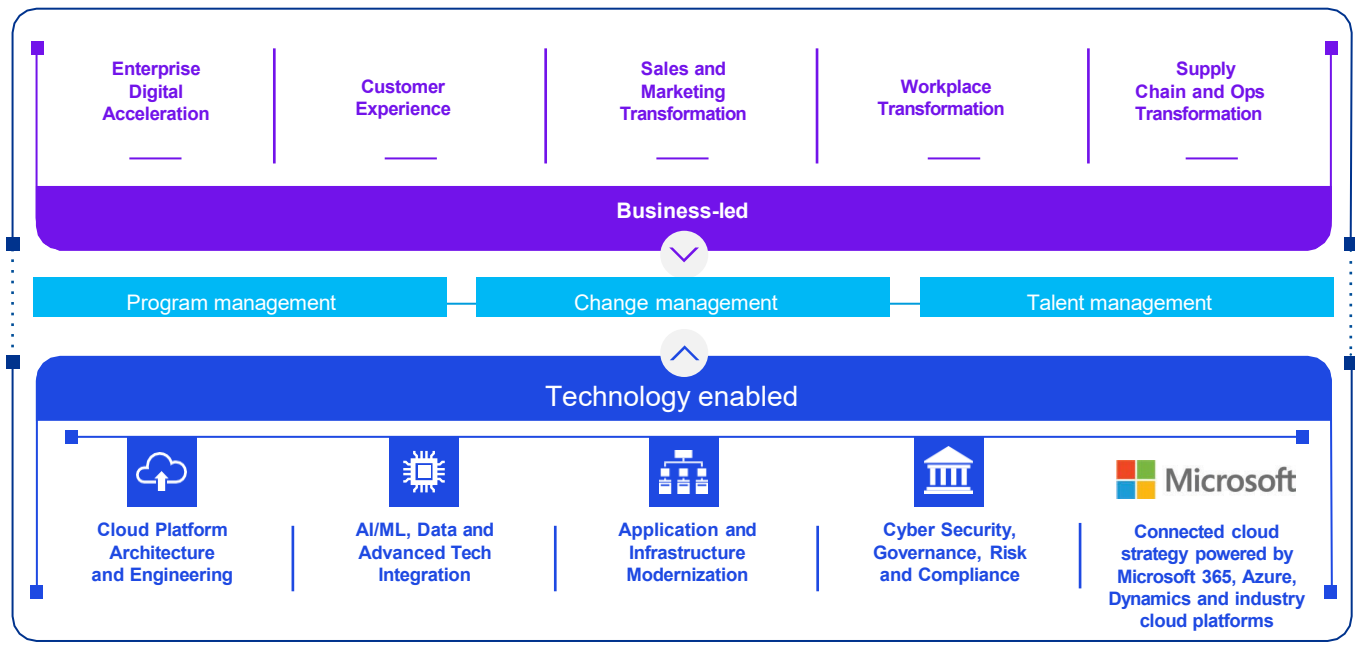 Enterprise
Digital
Acceleration
Customer
Experience
Sales and
Marketing
Transformation
Workplace
Transformation
Supply
Chain and Ops
Transformation
Business-led
Program management
Change management
Talent management
Technology enabled
Cloud Platform
Architecture
and Engineering
AI/ML, Data and
Advanced Tech
Integration
Application and
Infrastructure
Modernization
Cyber Security,
Governance, Risk
and Compliance
Microsoft
Connected cloud
strategy powered by
Microsoft 365, Azure,
Dynamics and industry
cloud platforms